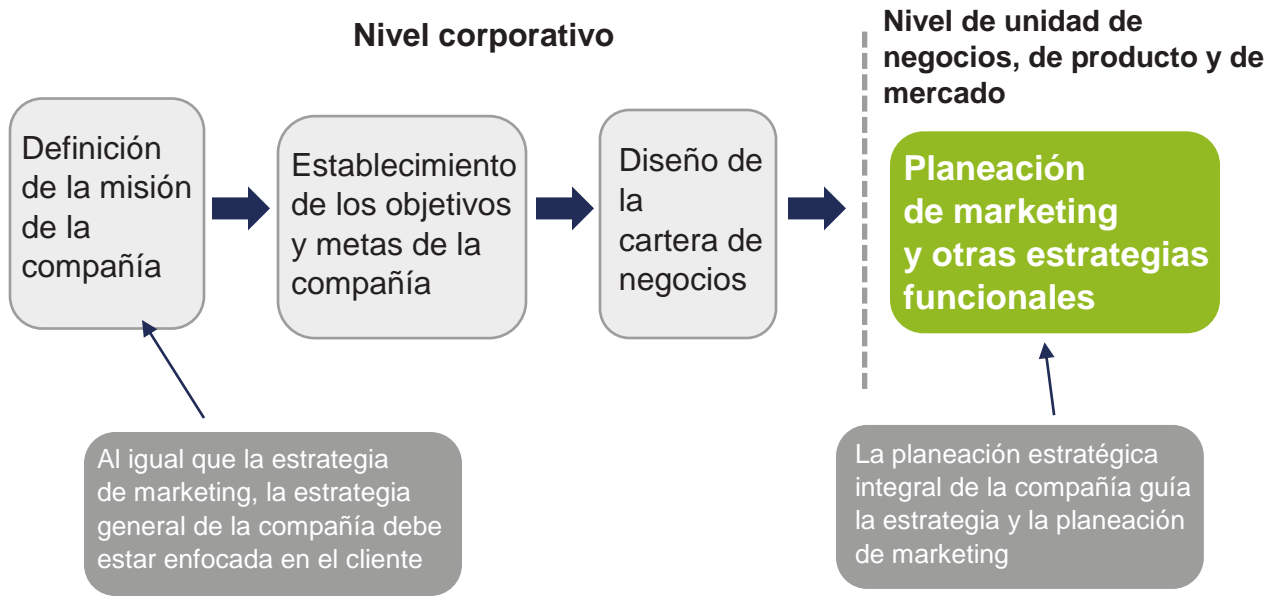 Nivel corporativo
Nivel de unidad de
negocios, de producto y de
mercado
Definición
de la misión
de la
compañía
Establecimiento
de los objetivos
y metas de la
compañía
Diseño de
la
cartera de
negocios
Planeación
de marketing
y otras estrategias
funcionales
Al igual que la estrategia
de marketing, la estrategia
general de la compañía debe
estar enfocada en el cliente
La planeación estratégica
integral de la compañía guía
la estrategia y la planeación
de marketing